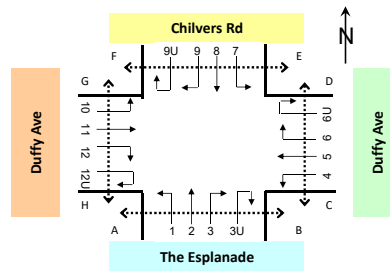 Chilvers Rd
N
F 9U 9 8 7 E
G D
Duffy Ave
10
11
12
12U
6U
6
5
4
Duffy Ave
H C
A 1 2 3 3U B
The Esplanade